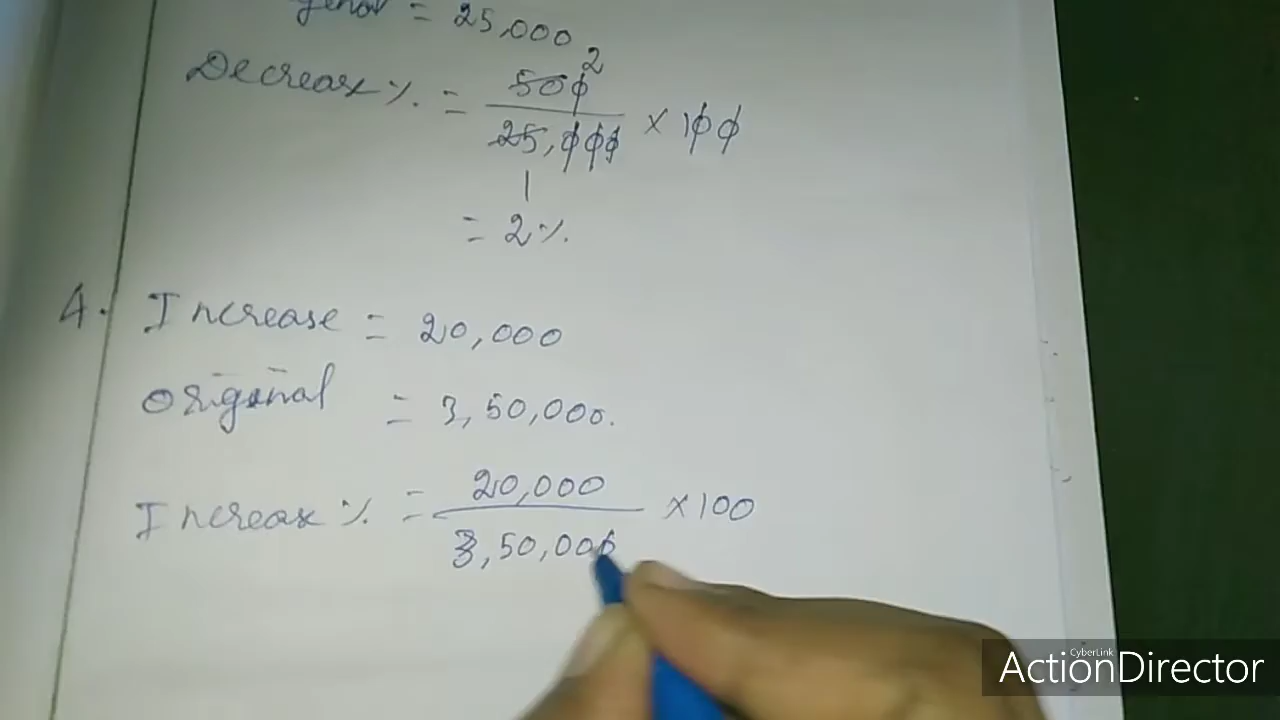 = 25,000
2
Decrease % = 500/25,000 × 100
1
= 2%.
4. Increase = 20,000
Original = 3,50,000.
Increase % = 20,000/3,50,000 × 100
CyberLink
ActionDirector